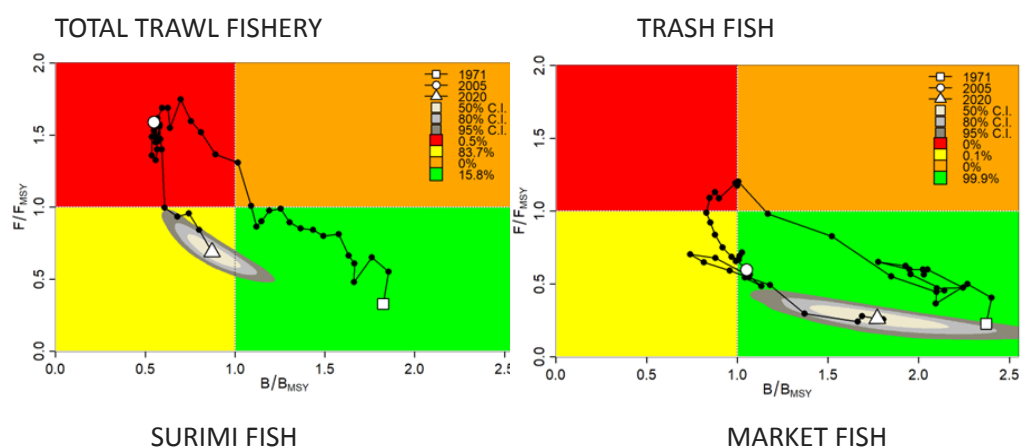 TOTAL TRAWL FISHERY
TRASH FISH
2.0
1.5
1.0
0.5
0.0
F/FMSY
1971
2005
2020
50% C.I.
80% C.I.
95% C.I.
0.5%
83.7%
0%
15.8%
0.0 0.5 1.0 1.5 2.0 2.5
B/BMSY
2.0
1.5
1.0
0.5
0.0
F/FMSY
1971
2005
2020
50% C.I.
80% C.I.
95% C.I.
0%
0.1%
0%
99.9%
0.0 0.5 1.0 1.5 2.0 2.5
B/BMSY
SURIMI FISH
MARKET FISH